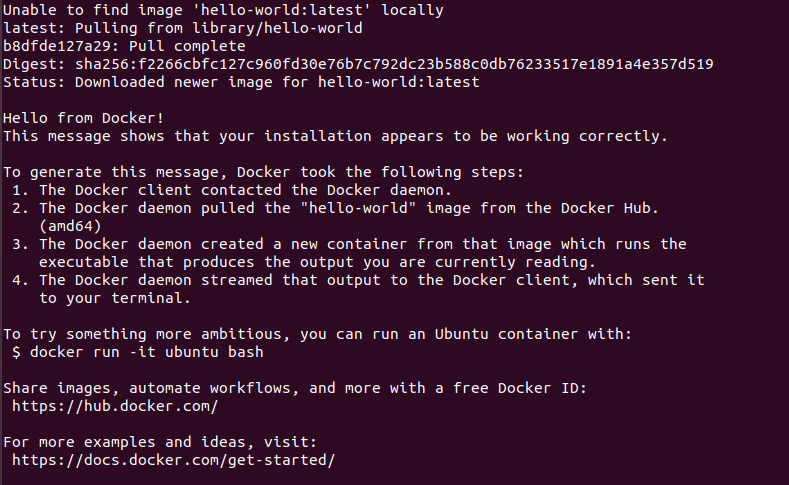 Unable to find image 'hello-world:latest' locally
latest: Pulling from library/hello-world
b8dfde127a29: Pull complete
Digest: sha256:f2266cbfc127c960fd30e76b7c792dc23b588c0db76233517e1891a4e357d519
Status: Downloaded newer image for hello-world:latest

Hello from Docker!
This message shows that your installation appears to be working correctly.

To generate this message, Docker took the following steps:
 1. The Docker client contacted the Docker daemon.
 2. The Docker daemon pulled the "hello-world" image from the Docker Hub.
    (amd64)
 3. The Docker daemon created a new container from that image which runs the
    executable that produces the output you are currently reading.
 4. The Docker daemon streamed that output to the Docker client, which sent it
    to your terminal.

To try something more ambitious, you can run an Ubuntu container with:
 $ docker run -it ubuntu bash

Share images, automate workflows, and more with a free Docker ID:
 https://hub.docker.com/

For more examples and ideas, visit:
 https://docs.docker.com/get-started/